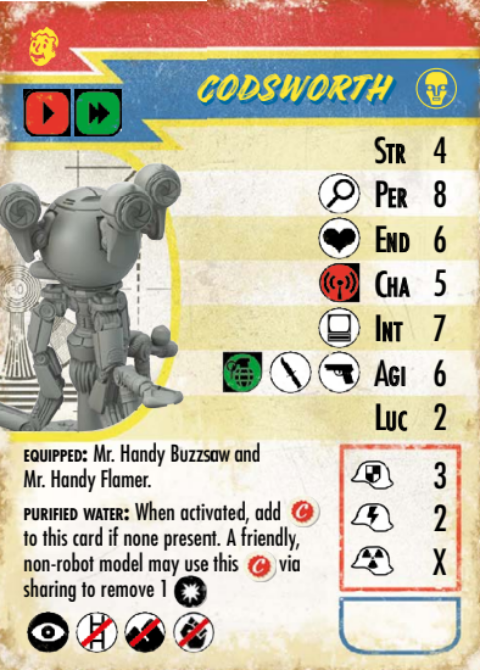 CODSWORTH
STR 4
PER 8
END 6
CHA 5
INT 7
AGI 6
LUC 2
EQUIPPED: Mr. Handy Buzzsaw and
Mr. Handy Flamer.
PURIFIED WATER: When activated, add C
to this card if none present. A friendly,
non-robot model may use this C via
sharing to remove 1
3
2
X